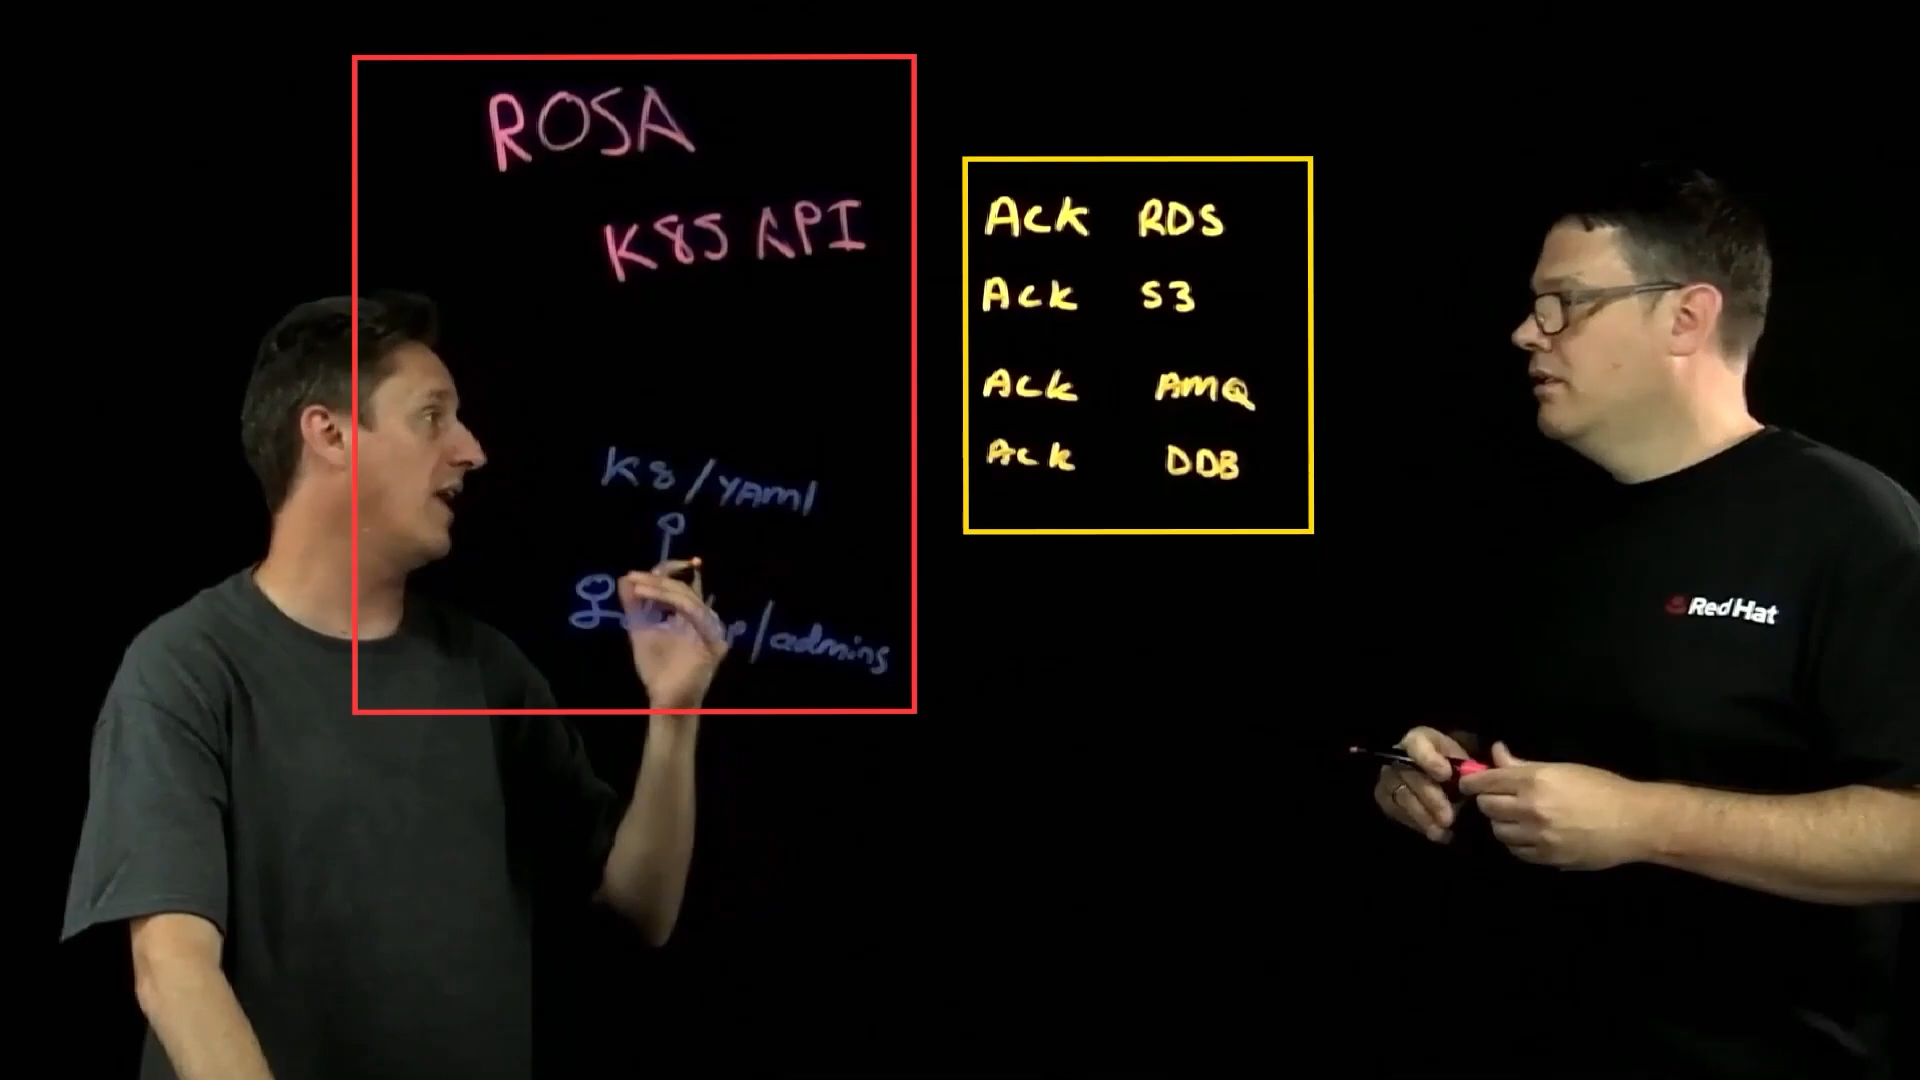 ROSA
K8S API
K8/YAml
/admins
Ack RDS
Ack S3
Ack AMQ
Ack DDB
Red Hat